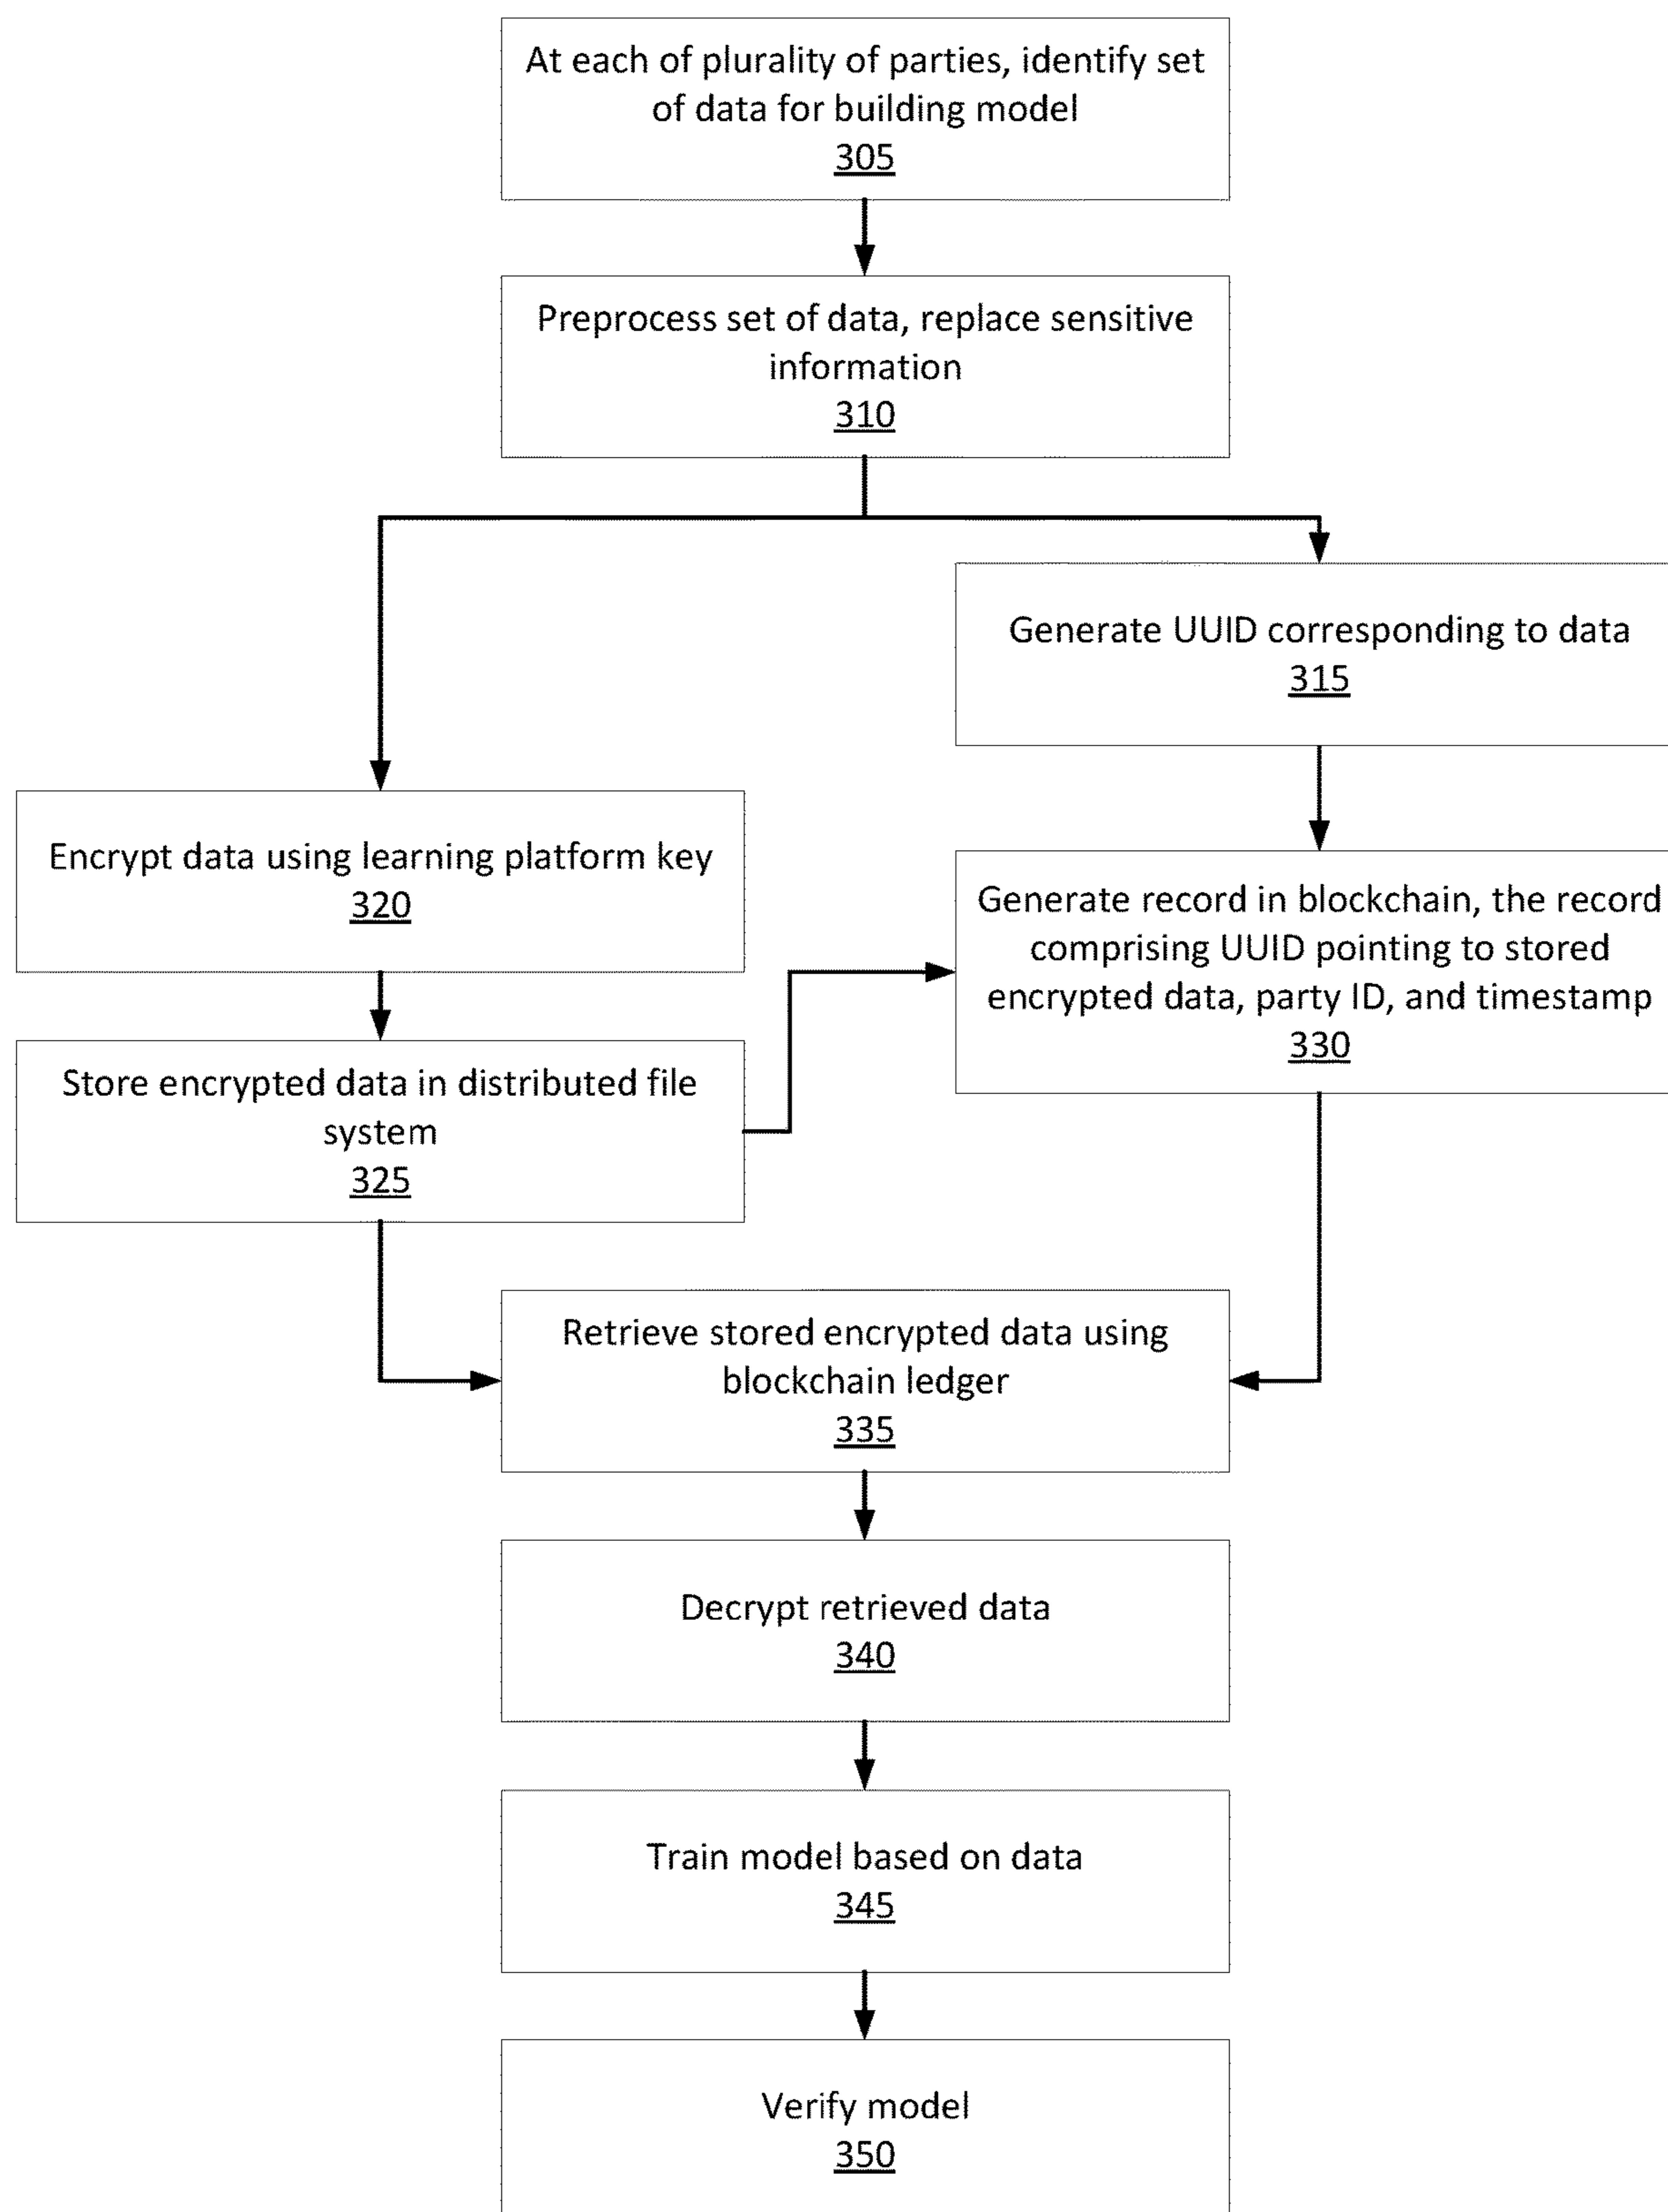 At each of plurality of parties, identify set
of data for building model
305
Preprocess set of data, replace sensitive
information
310
Generate UUID corresponding to data
315
Encrypt data using learning platform key
320
Generate record in blockchain, the record
comprising UUID pointing to stored
encrypted data, party ID, and timestamp
330
Store encrypted data in distributed file
system
325
Retrieve stored encrypted data using
blockchain ledger
335
Decrypt retrieved data
340
Train model based on data
345
Verify model
350